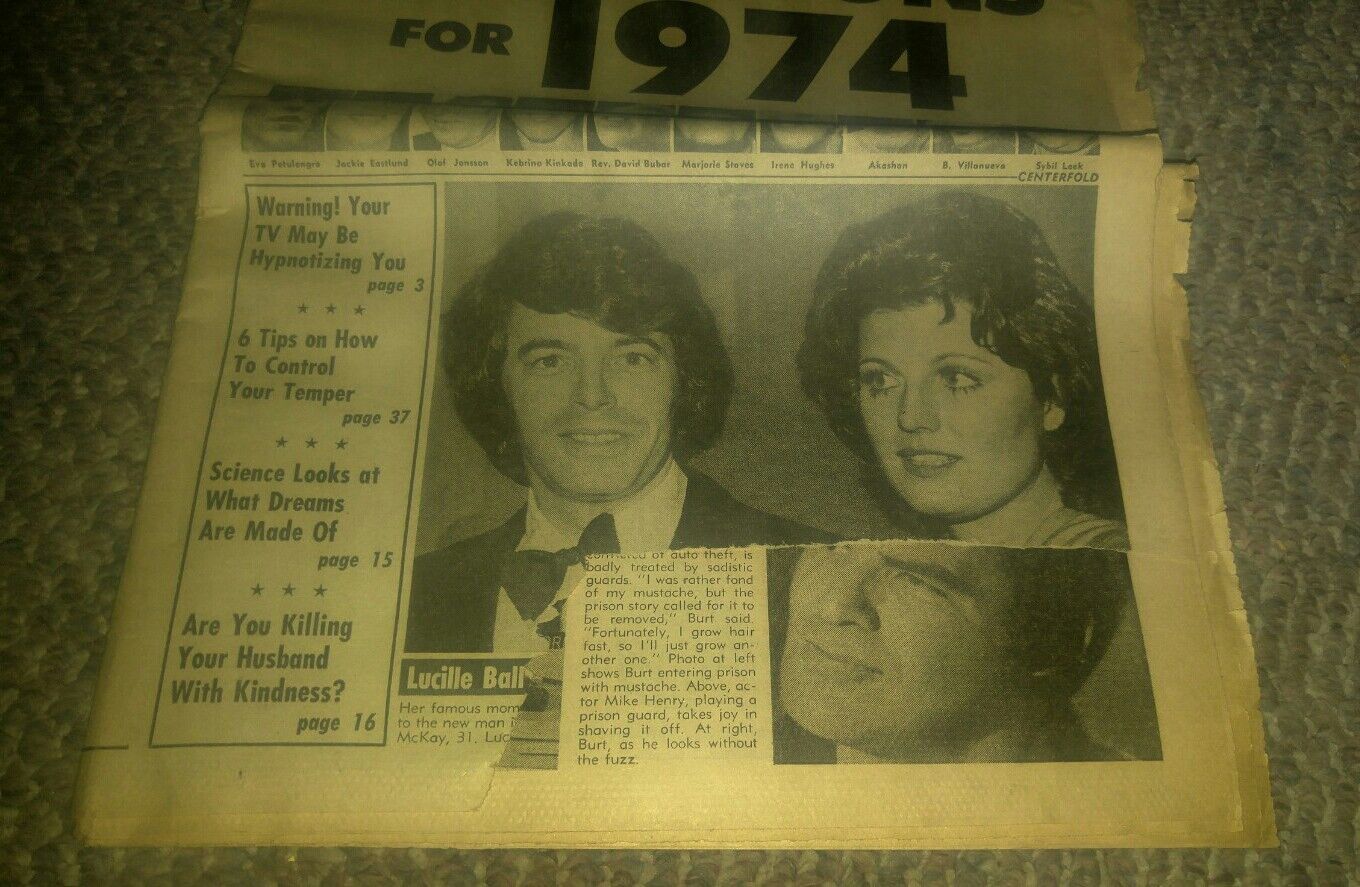 FOR 1974
Eva Petulengro Jackie Eastlund Olof Jonsson Kebrina Kinkade Rev. David Bubar Marjorie Staves Irene Hughes Akashan B. Villanueva Sybil Leek
CENTERFOLD
Warning! Your
TV May Be
Hypnotizing You
page 3
6 Tips on How
To Control
Your Temper
page 37
Science Looks at
What Dreams
Are Made Of
page 15
Are You Killing
Your Husband
With Kindness?
page 16
Lucille Ball
Her famous mom
to the new man i
McKay, 31. Luc
of auto theft, is
badly treated by sadistic
guards. "I was rather fond
of my mustache, but the
prison story called for it to
be removed," Burt said.
"Fortunately, I grow hair
fast, so I'll just grow an-
other one." Photo at left
shows Burt entering prison
with mustache. Above, ac-
tor Mike Henry, playing a
prison guard, takes joy in
shaving it off. At right,
Burt, as he looks without
the fuzz.